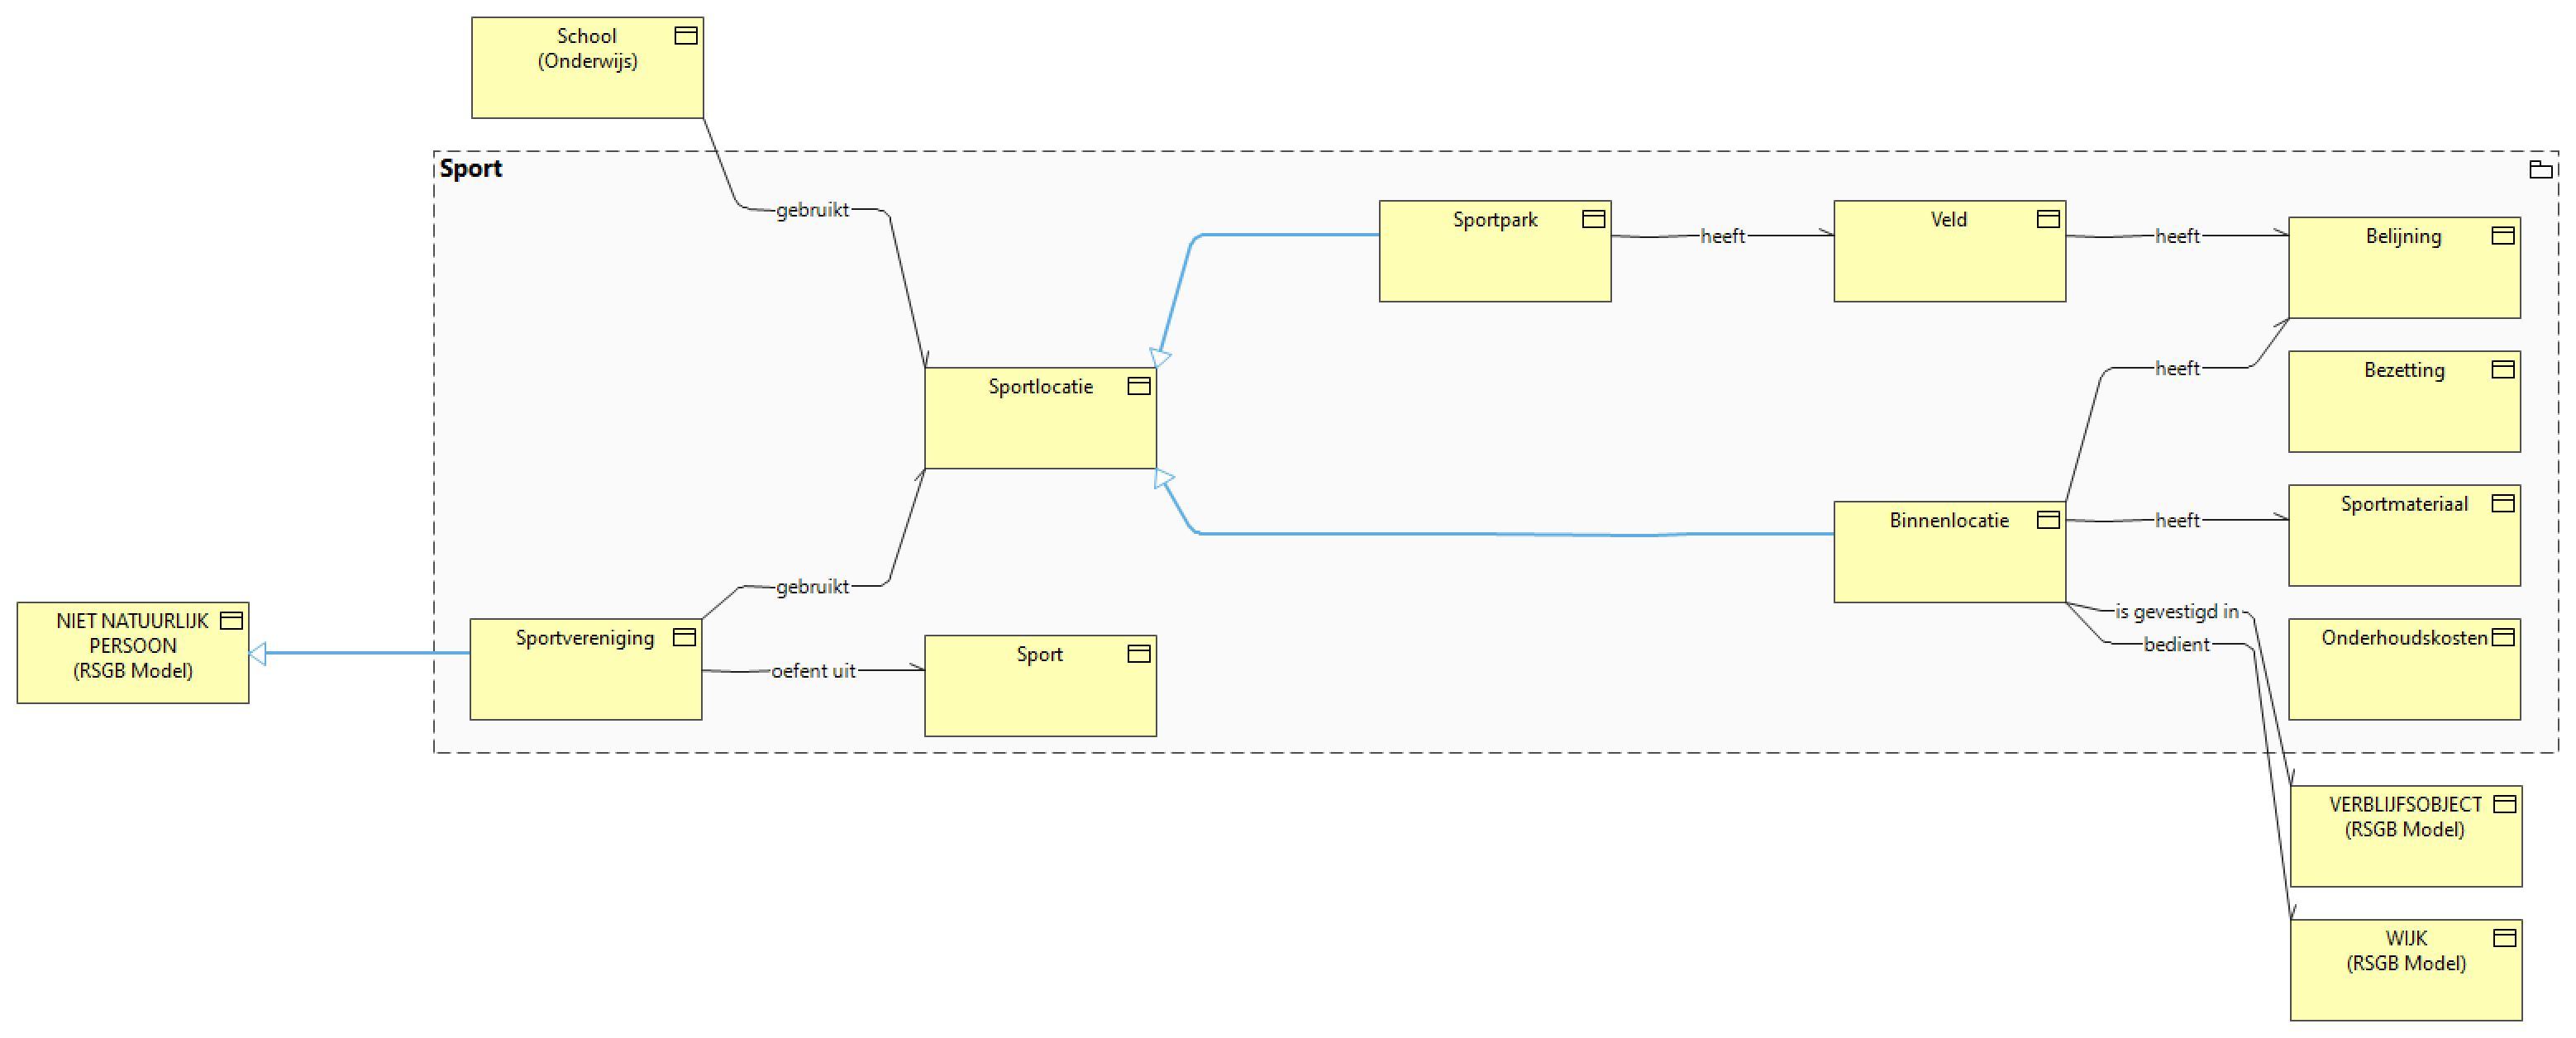 School
(Onderwijs)
Sport
gebruikt
Sportpark
heeft
Veld
heeft
Belijning
heeft
Bezetting
Sportlocatie
Sportmateriaal
heeft
Binnenlocatie
gebruikt
is gevestigd in
bedient
Onderhoudskosten
NIET NATUURLIJK
PERSOON
(RSGB Model)
Sportvereniging
oefent uit
Sport
VERBLIJFSOBJECT
(RSGB Model)
WIJK
(RSGB Model)